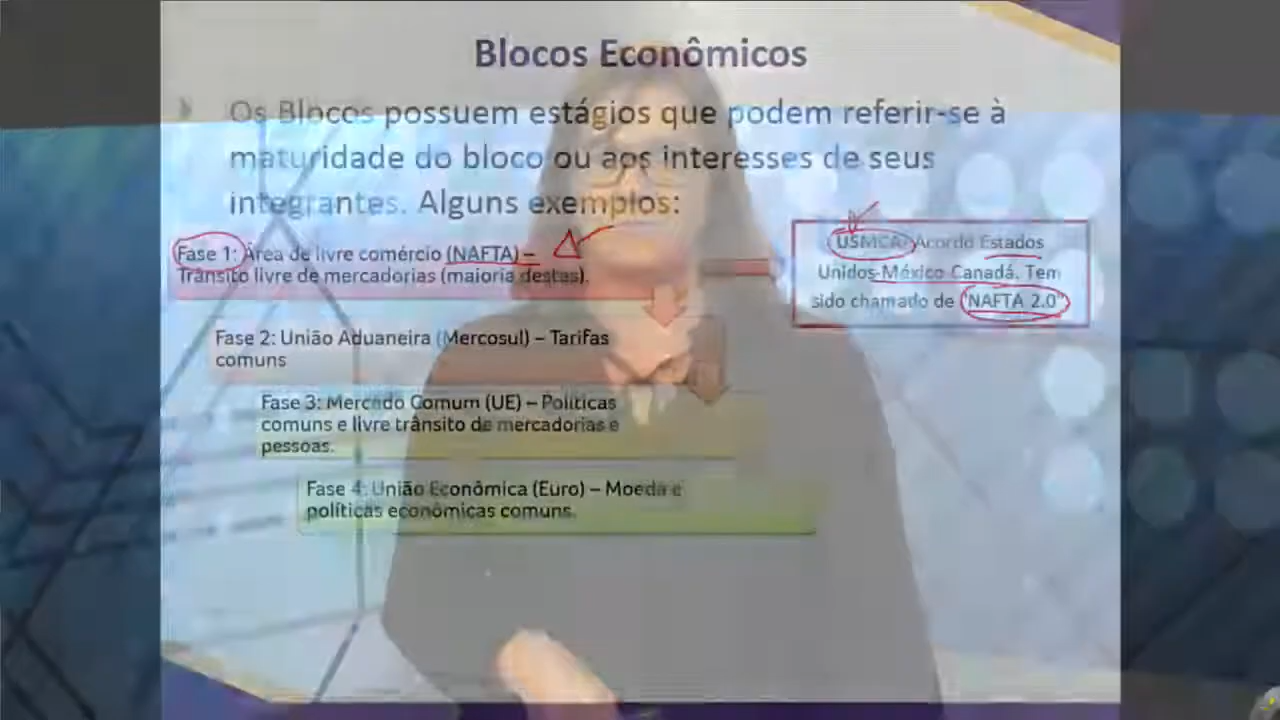 Blocos Econômicos
Os Blocos possuem estágios que podem referir-se à
maturidade do bloco ou aos interesses de seus
integrantes. Alguns exemplos:
Fase 1: Área de livre comércio (NAFTA) –
Trânsito livre de mercadorias (maioria destas).
USMCA: Acordo Estados
Unidos-México Canadá. Tem
sido chamado de "NAFTA 2.0"
Fase 2: União Aduaneira (Mercosul) – Tarifas
comuns
Fase 3: Mercado Comum (UE) – Políticas
comuns e livre trânsito de mercadorias e
pessoas.
Fase 4: União Econômica (Euro) – Moeda e
políticas econômicas comuns.